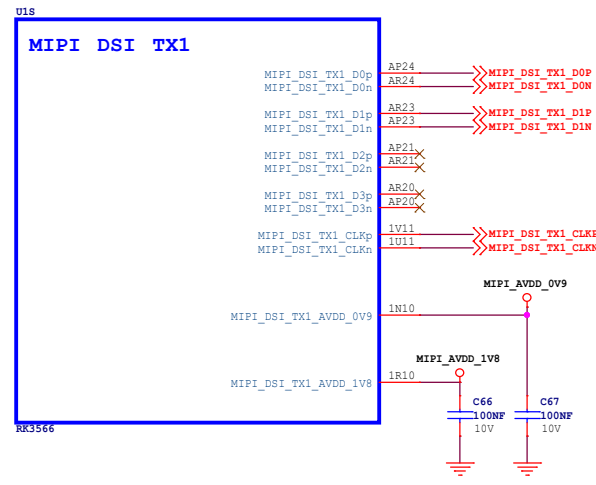 U1S
MIPI DSI TX1
MIPI_DSI_TX1_D0p AP24 MIPI_DSI_TX1_D0P
MIPI_DSI_TX1_D0n AR24 MIPI_DSI_TX1_D0N
MIPI_DSI_TX1_D1p AR23 MIPI_DSI_TX1_D1P
MIPI_DSI_TX1_D1n AP23 MIPI_DSI_TX1_D1N
MIPI_DSI_TX1_D2p AP21
MIPI_DSI_TX1_D2n AR21
MIPI_DSI_TX1_D3p AR20
MIPI_DSI_TX1_D3n AP20
MIPI_DSI_TX1_CLKp 1V11 MIPI_DSI_TX1_CLKP
MIPI_DSI_TX1_CLKn 1U11 MIPI_DSI_TX1_CLKN
MIPI_AVDD_0V9
MIPI_DSI_TX1_AVDD_0V9 1N10
MIPI_AVDD_1V8
MIPI_DSI_TX1_AVDD_1V8 1R10
C66 C67
100NF 100NF
10V 10V
RK3566